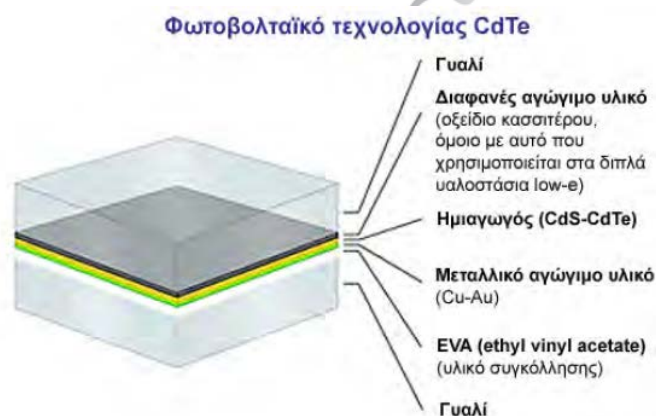 Φωτοβολταϊκό τεχνολογίας CdTe
Γυαλί
Διαφανές αγώγιμο υλικό
(οξείδιο κασσιτέρου,
όμοιο με αυτό που
χρησιμοποιείται στα διπλά
υαλοστάσια low-e)
Ημιαγωγός (CdS-CdTe)
Μεταλλικό αγώγιμο υλικό
(Cu-Au)
EVA (ethyl vinyl acetate)
(υλικό συγκόλλησης)
Γυαλί